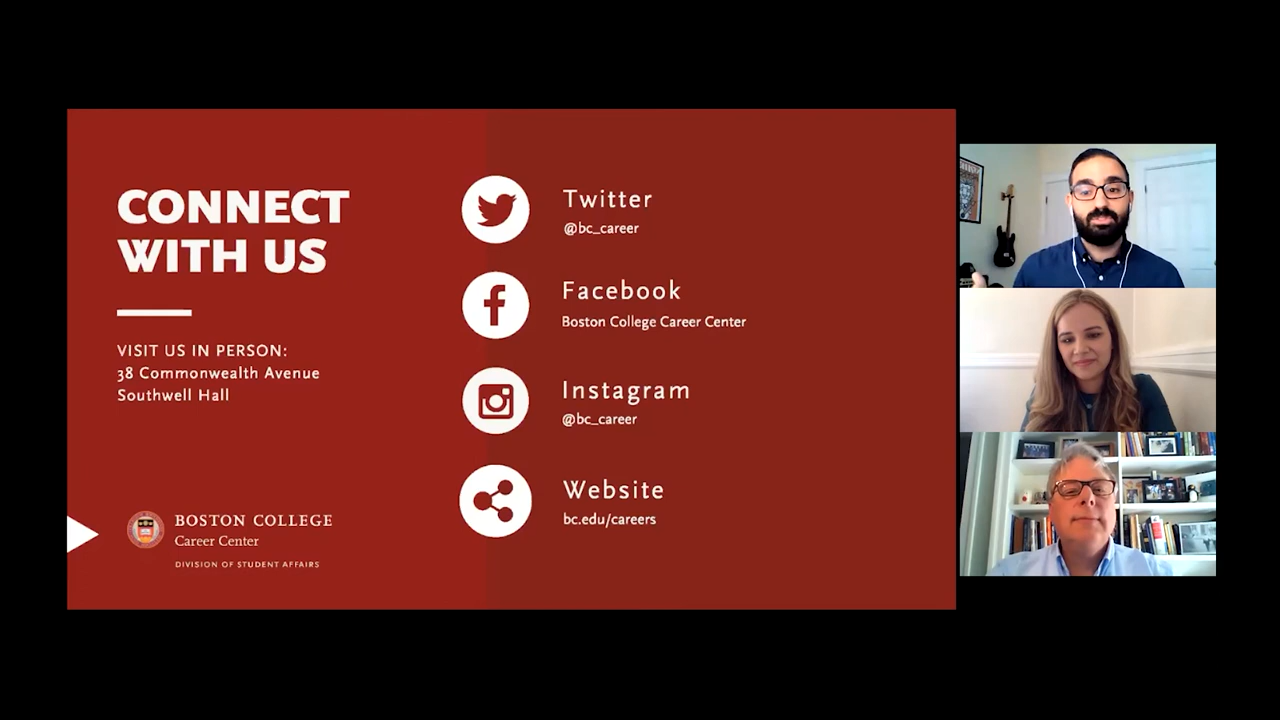 CONNECT
WITH US
VISIT US IN PERSON:
38 Commonwealth Avenue
Southwell Hall
BOSTON COLLEGE
Career Center
DIVISION OF STUDENT AFFAIRS
Twitter
@bc_career
Facebook
Boston College Career Center
Instagram
@bc_career
Website
bc.edu/careers